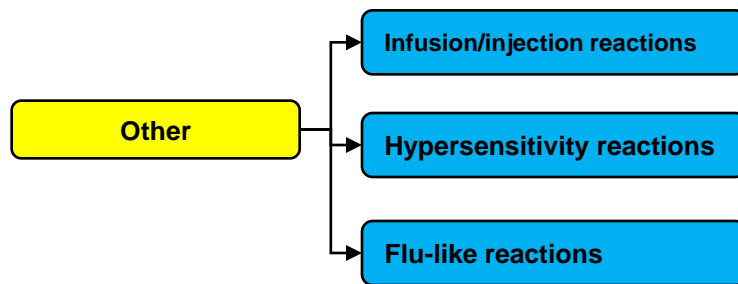 Infusion/injection reactions
Other
Hypersensitivity reactions
Flu-like reactions